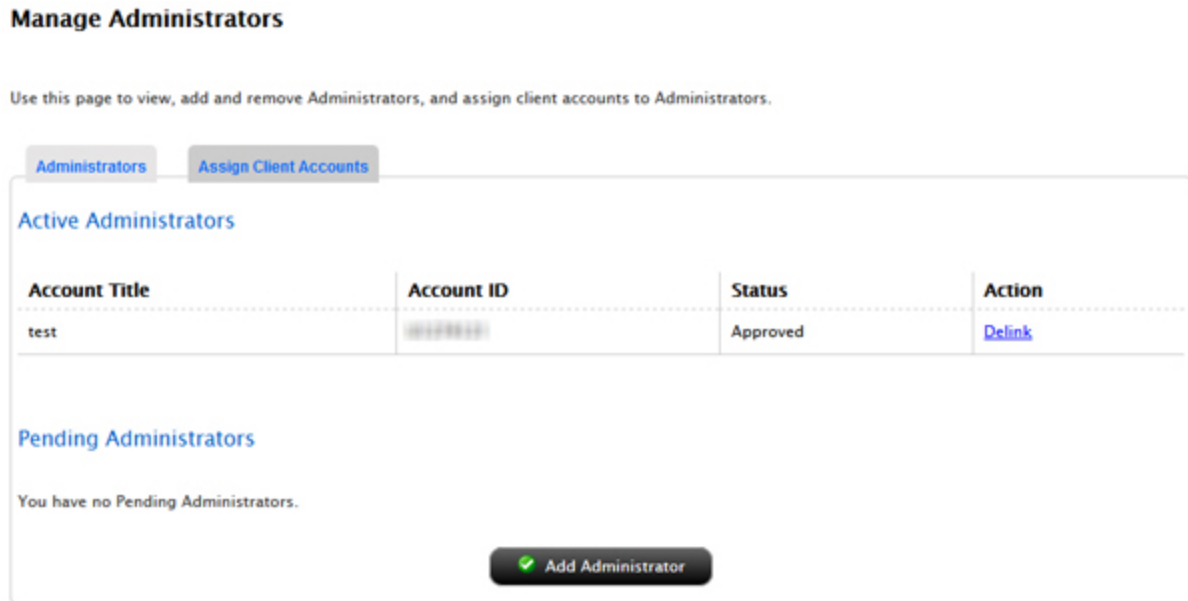 Manage Administrators
Use this page to view, add and remove Administrators, and assign client accounts to Administrators.
Administrators Assign Client Accounts
Active Administrators
Account Title Account ID Status Action
test Approved Delink
Pending Administrators
You have no Pending Administrators.
Add Administrator